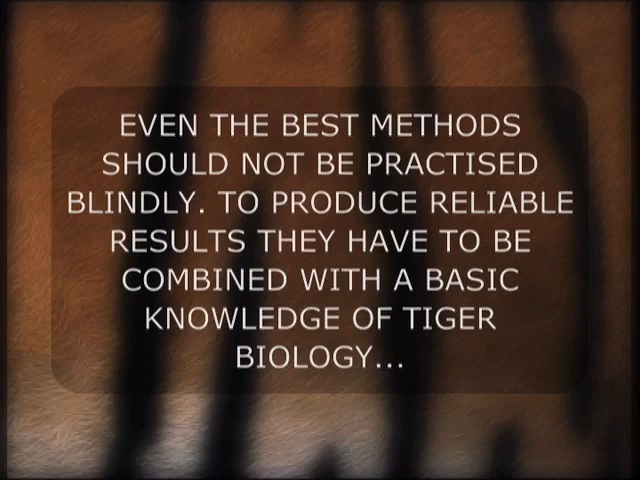 EVEN THE BEST METHODS
SHOULD NOT BE PRACTISED
BLINDLY. TO PRODUCE RELIABLE
RESULTS THEY HAVE TO BE
COMBINED WITH A BASIC
KNOWLEDGE OF TIGER
BIOLOGY...